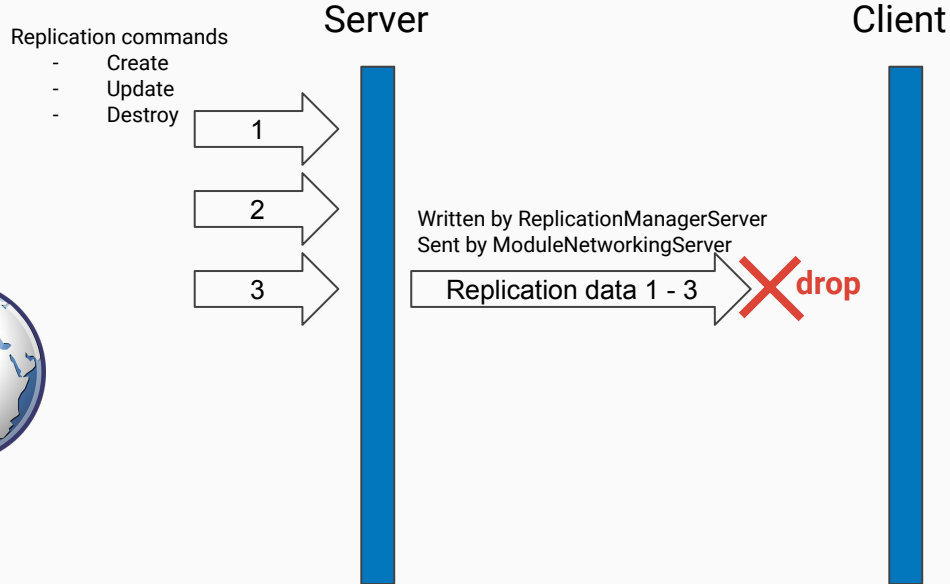 Server
Client
Replication commands
- Create
- Update
- Destroy
1
2
3
Written by ReplicationManagerServer
Sent by ModuleNetworkingServer
Replication data 1 - 3
drop